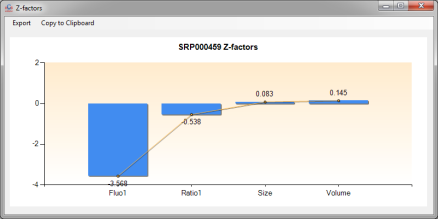 Z-factors
Export Copy to Clipboard
SRP000459 Z-factors
2
0
-2
-4
-3.568
-0.538
0.083
0.145
Fluo1 Ratio1 Size Volume